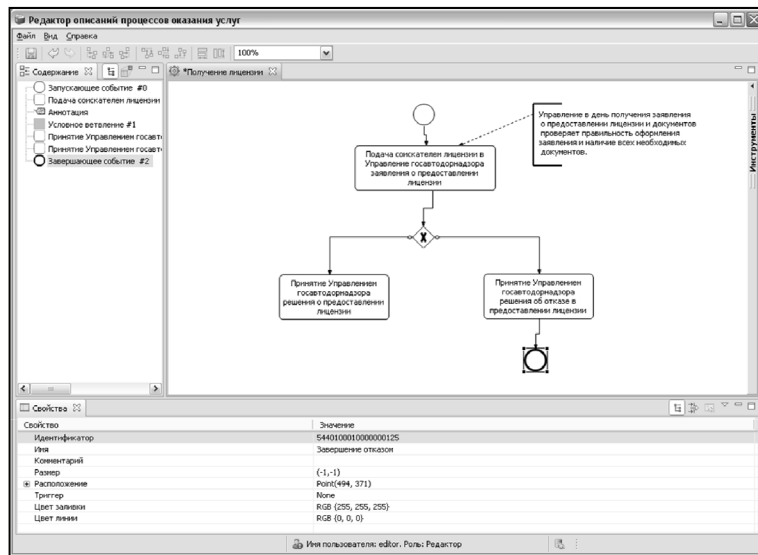 Редактор описаний процессов оказания услуг
Файл Вид Справка
100%
Содержание
*Получение лицензии
Запускающее событие #0
Подача соискателем лицензии
Аннотация
Условное ветвление #1
Принятие Управлением госавт
Принятие Управлением госавт
Завершающее событие #2
Управление в день получения заявления
о предоставлении лицензии и документов
проверяет правильность оформления
заявления и наличие всех необходимых
документов.
Инструменты
Подача соискателем лицензии в
Управление госавтодорнадзора
заявления о предоставлении
лицензии
X
Принятие Управлением
госавтодорнадзора
решения о предоставлении
лицензии
Принятие Управлением
госавтодорнадзора
решения об отказе в
предоставлении лицензии
Свойства
Свойство Значение
Идентификатор 5440100010000000125
Имя Завершение отказом
Комментарий
Размер (-1,-1)
Расположение Point(494, 371)
Триггер None
Цвет заливки RGB {255, 255, 255}
Цвет линии RGB {0, 0, 0}
Имя пользователя: editor. Роль: Редактор